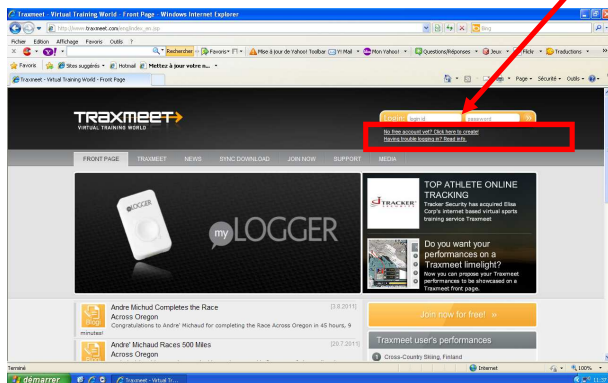 Traxmeet - Virtual Training World - Front Page - Windows Internet Explorer
http://www.traxmeet.com/eng/index_en.jsp
Bing
Fichier Edition Affichage Favoris Outils ?
Rechercher Favoris Mise à jour de Yahoo! Toolbar Y! Mail Mon Yahoo! Questions/Réponses Jeux Flickr Traductions
Favoris Sites suggérés Hotmail Mettez à jour votre n...
Traxmeet - Virtual Training World - Front Page
Page Sécurité Outils
TRAXMEET
VIRTUAL TRAINING WORLD
Login login id password
No free account yet? Click here to create!
Having trouble logging in? Read info.
FRONT PAGE TRAXMEET NEWS SYNC DOWNLOAD JOIN NOW SUPPORT MEDIA
LOGGER
my LOGGER
TRACKER
TOP ATHLETE ONLINE
TRACKING
Tracker Security has acquired Elisa
Corp's internet based virtual sports
training service Traxmeet
Do you want your
performances on a
Traxmeet limelight?
Now you can propose your Traxmeet
performances to be showcased on a
Traxmeet front page.
Blog
Andre Michud Completes the Race
Across Oregon
[3.8.2011]
Congratulations to Andre' Michaud for completing the Race Across Oregon in 45 hours, 9
minutes!
Andre' Michaud Races 500 Miles
Across Oregon
[20.7.2011]
Join now for free! »
Traxmeet user's performances
1 Cross-Country Skiing, Finland
Terminé
Internet
100%
démarrer
Traxmeet - Virtual Tr...
11:37